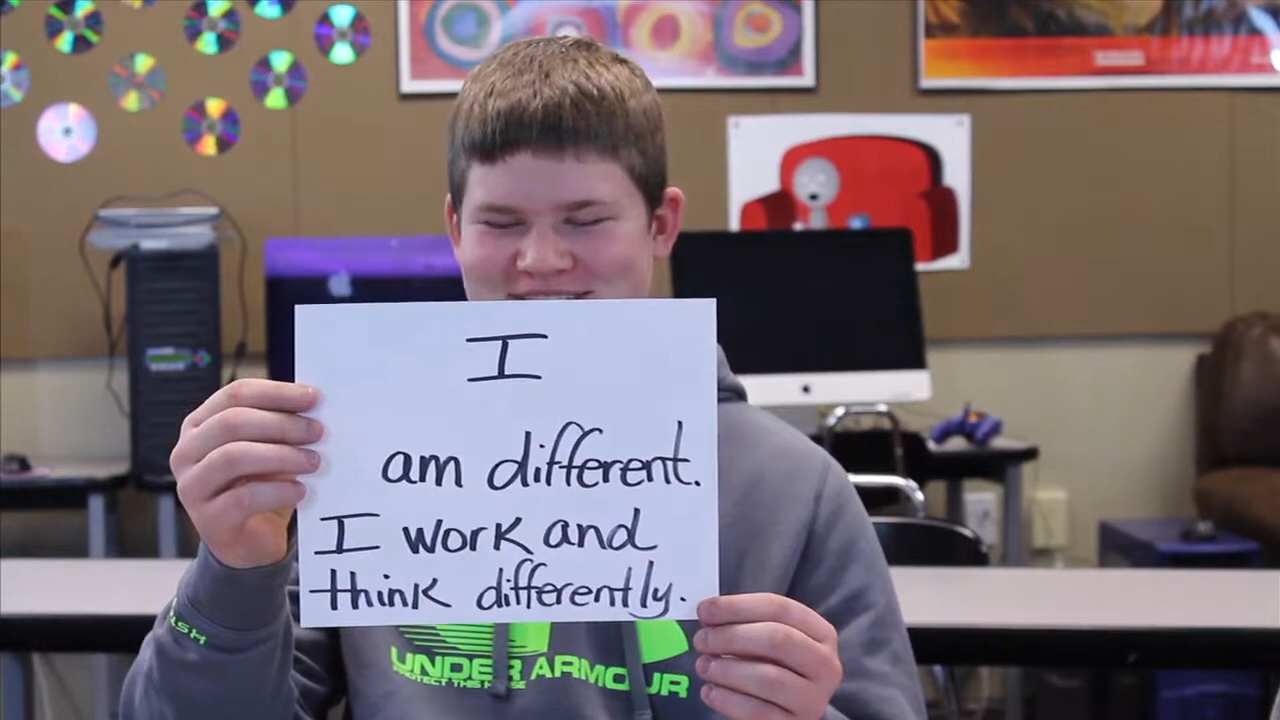 I
am different.
I work and
think differently.
UNDER ARMOUR
PROTECT THIS HOUSE